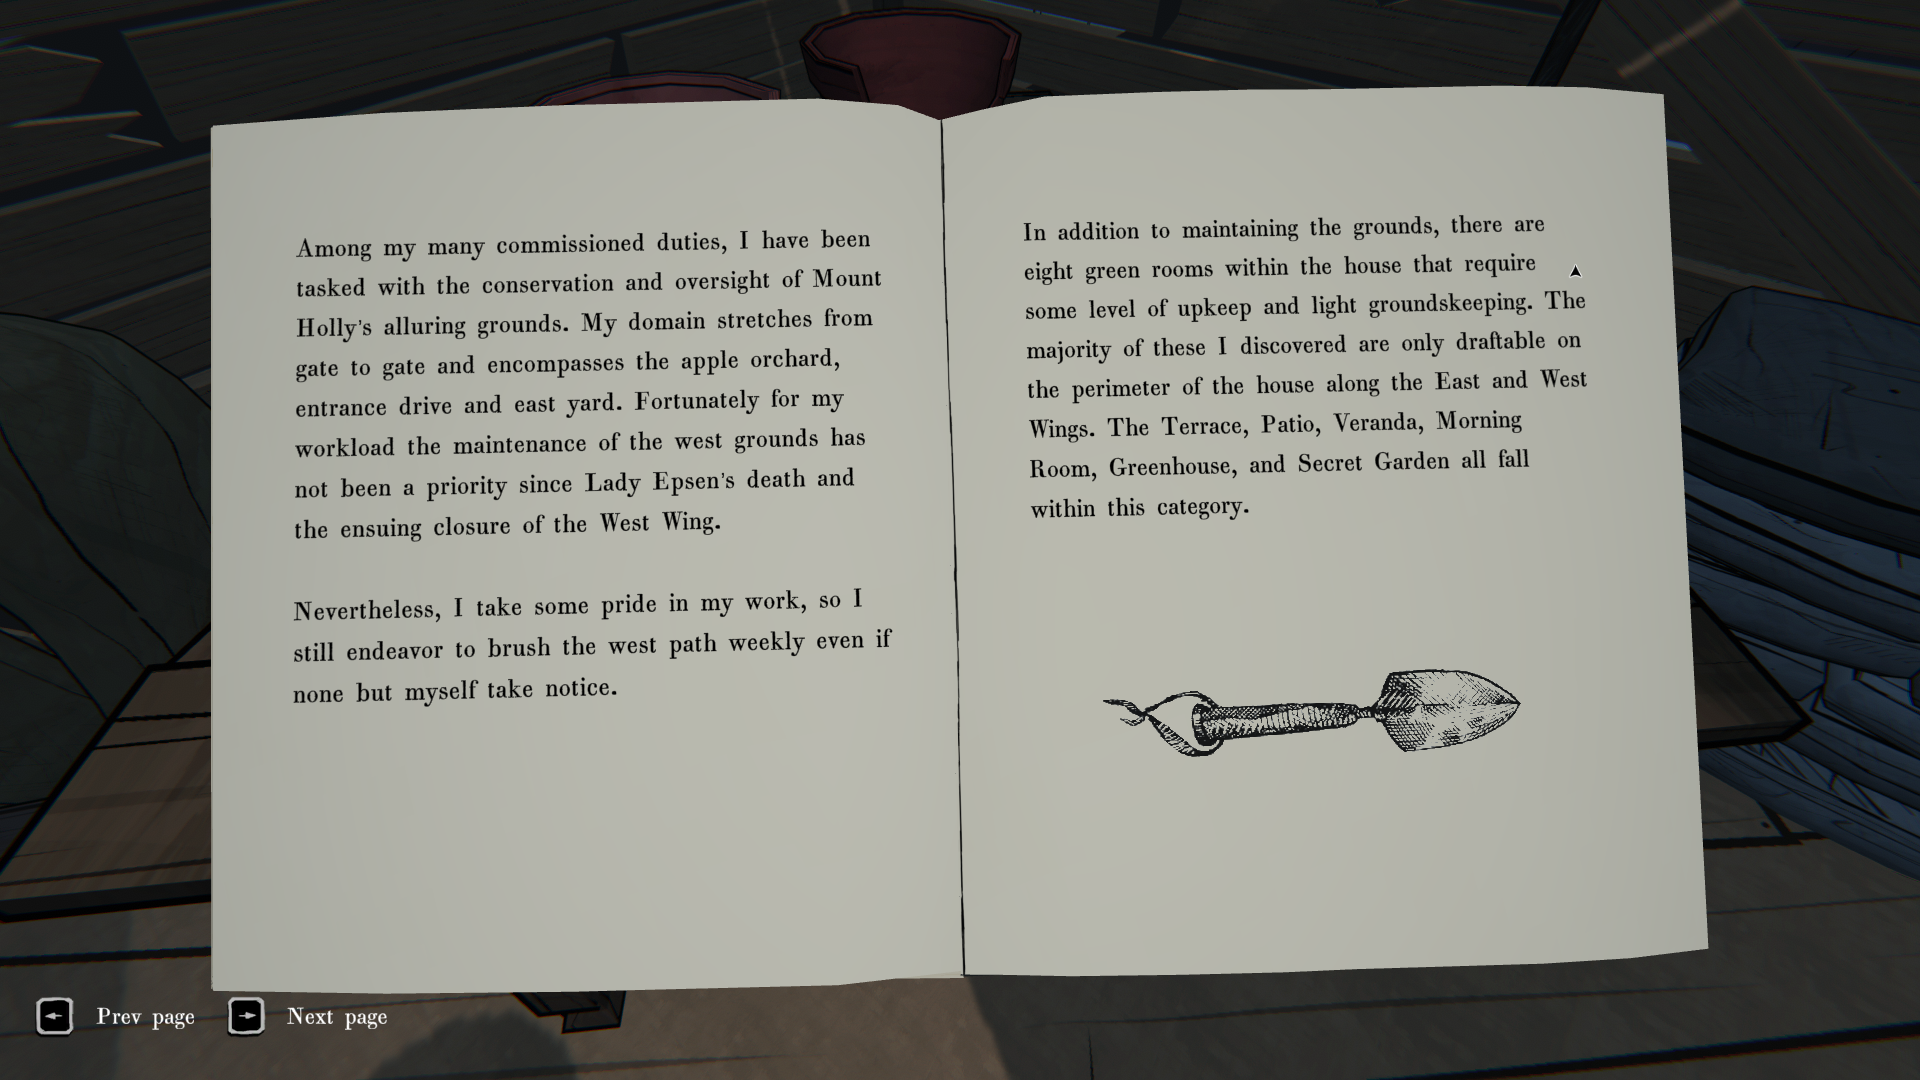 Among my many commissioned duties, I have been
tasked with the conservation and oversight of Mount
Holly's alluring grounds. My domain stretches from
gate to gate and encompasses the apple orchard,
entrance drive and east yard. Fortunately for my
workload the maintenance of the west grounds has
not been a priority since Lady Epsen's death and
the ensuing closure of the West Wing.
Nevertheless, I take some pride in my work, so I
still endeavor to brush the west path weekly even if
none but myself take notice.
In addition to maintaining the grounds, there are
eight green rooms within the house that require
some level of upkeep and light groundskeeping. The
majority of these I discovered are only draftable on
the perimeter of the house along the East and West
Wings. The Terrace, Patio, Veranda, Morning
Room, Greenhouse, and Secret Garden all fall
within this category.
Prev page
Next page